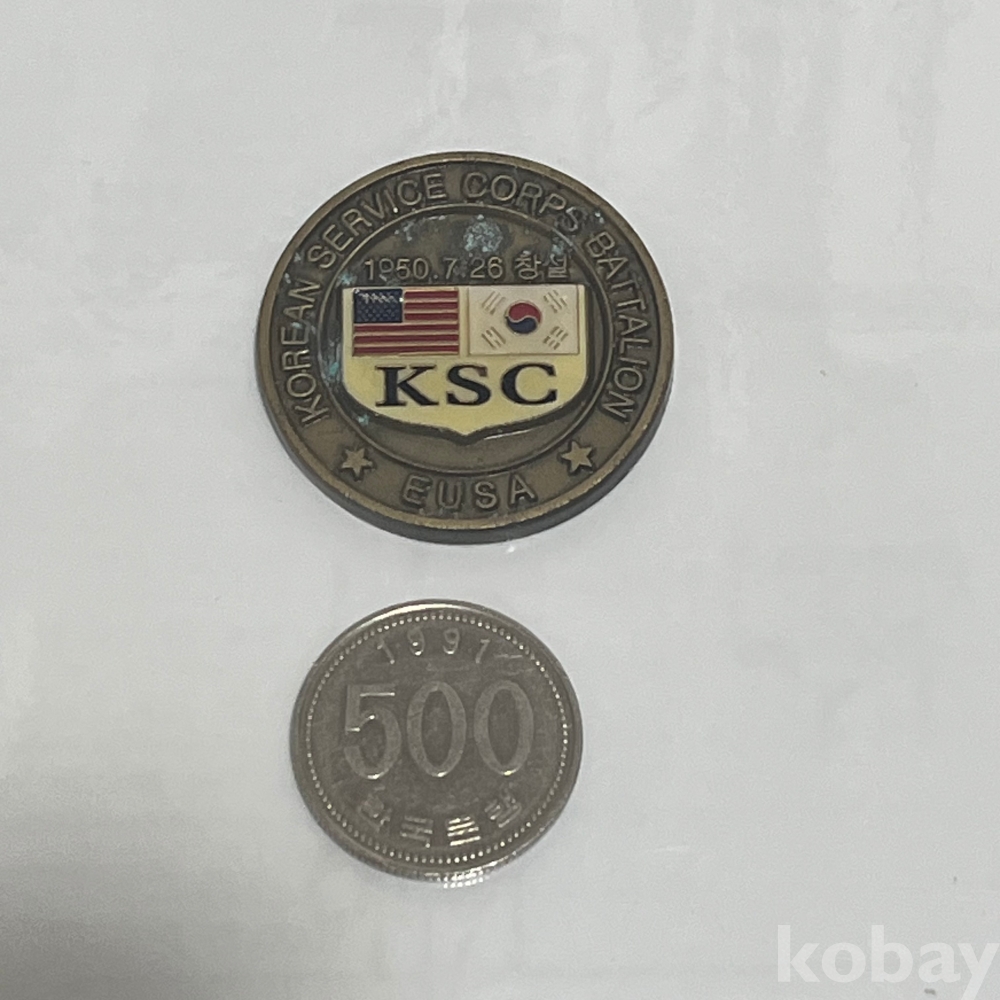 KOREAN SERVICE CORPS BATTALION
1950.7.26 창설
KSC
EUSA
1997
500
한국은행
kobay